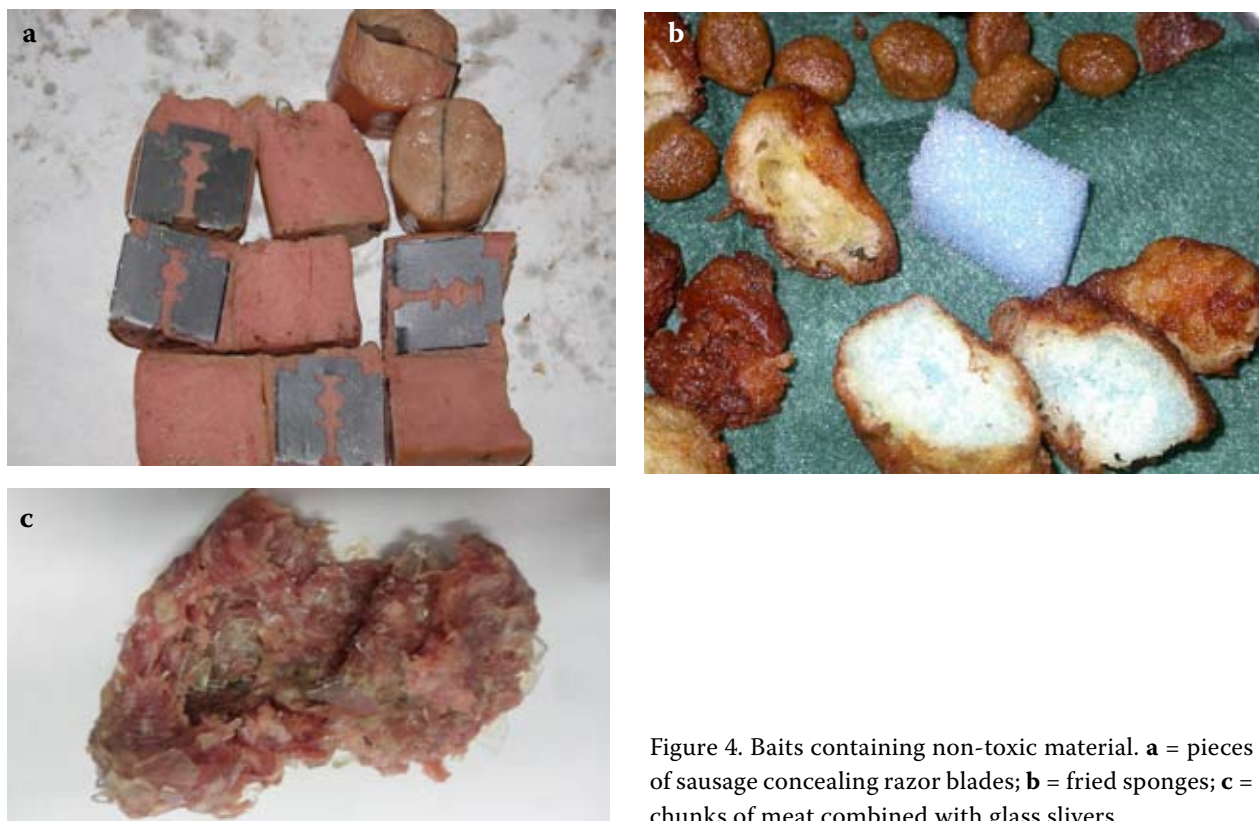 a
b
c
Figure 4. Baits containing non-toxic material. a = pieces
of sausage concealing razor blades; b = fried sponges; c =
chunks of meat combined with glass slivers